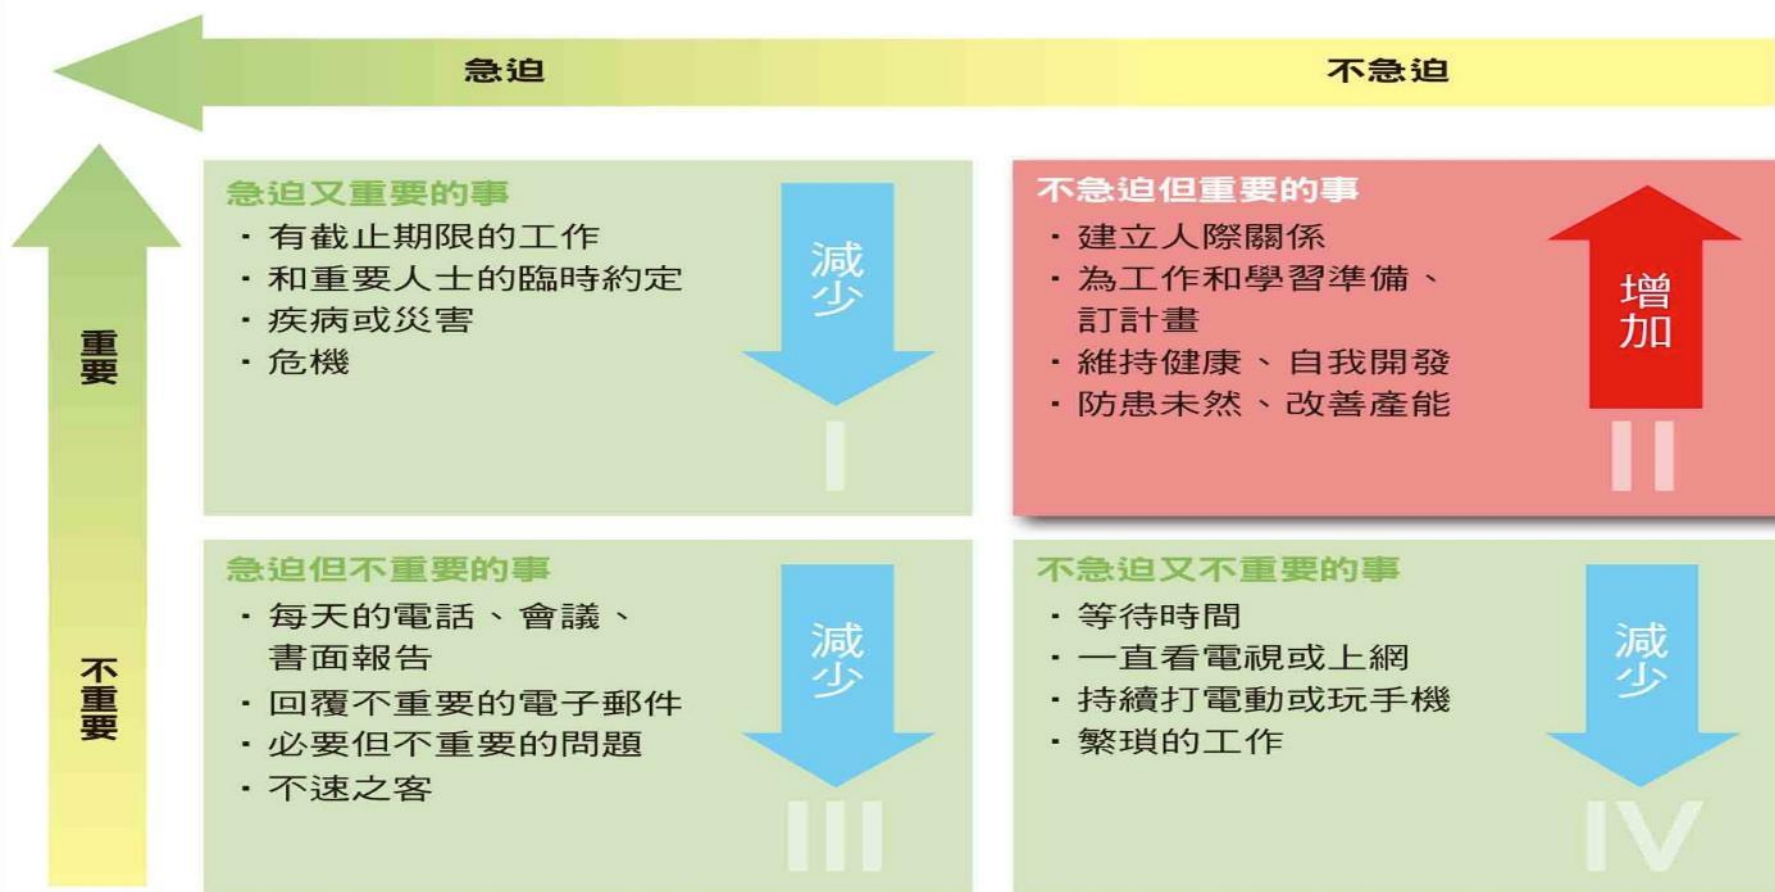 急迫
不急迫
重要
不重要
急迫又重要的事
·有截止期限的工作
·和重要人士的臨時約定
·疾病或災害
·危機
減少
I
不急迫但重要的事
·建立人際關係
·為工作和學習準備、
訂計畫
·維持健康、自我開發
·防患未然、改善產能
增加
II
急迫但不重要的事
·每天的電話、會議、
書面報告
·回覆不重要的電子郵件
·必要但不重要的問題
·不速之客
減少
III
不急迫又不重要的事
·等待時間
·一直看電視或上網
·持續打電動或玩手機
·繁瑣的工作
減少
IV